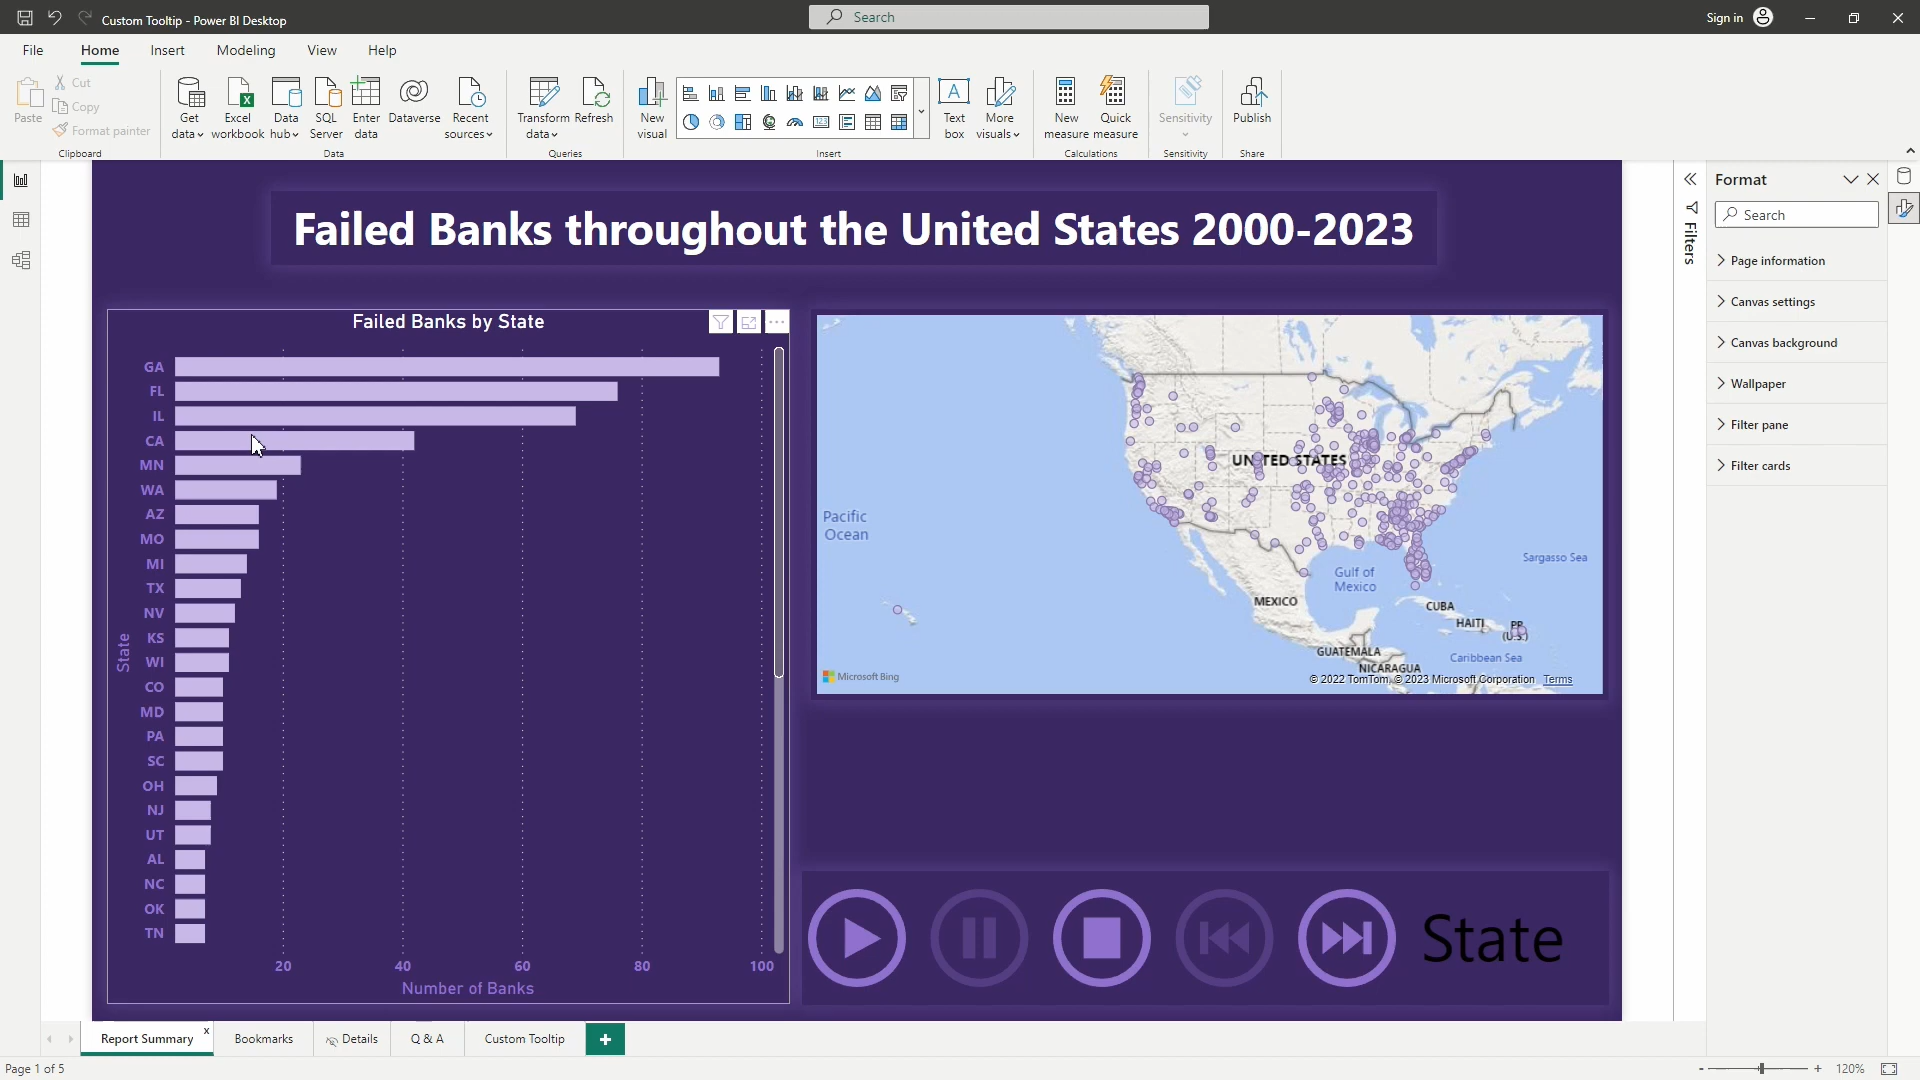 Custom Tooltip - Power BI Desktop
Search
Sign in
File
Home
Insert
Modeling
View
Help
Paste
Cut
Copy
Format painter
Clipboard
Get data
Excel workbook
Data hub
SQL Server
Enter data
Dataverse
Recent sources
Data
Transform data
Refresh
Queries
New visual
Text box
More visuals
Insert
New measure
Quick measure
Calculations
Sensitivity
Sensitivity
Publish
Share
Failed Banks throughout the United States 2000-2023
Failed Banks by State
State
GA
FL
IL
CA
MN
WA
AZ
MO
MI
TX
NV
KS
WI
CO
MD
PA
SC
OH
NJ
UT
AL
NC
OK
TN
20
40
60
80
100
Number of Banks
UNITED STATES
Pacific
Ocean
Sargasso Sea
Gulf of
Mexico
MEXICO
CUBA
HAITI
PR
(U.S.)
GUATEMALA
Caribbean Sea
NICARAGUA
Microsoft Bing
© 2022 TomTom, © 2023 Microsoft Corporation Terms
State
Filters
Format
Search
Page information
Canvas settings
Canvas background
Wallpaper
Filter pane
Filter cards
Report Summary
x
Bookmarks
Details
Q & A
Custom Tooltip
+
Page 1 of 5
- + 120%